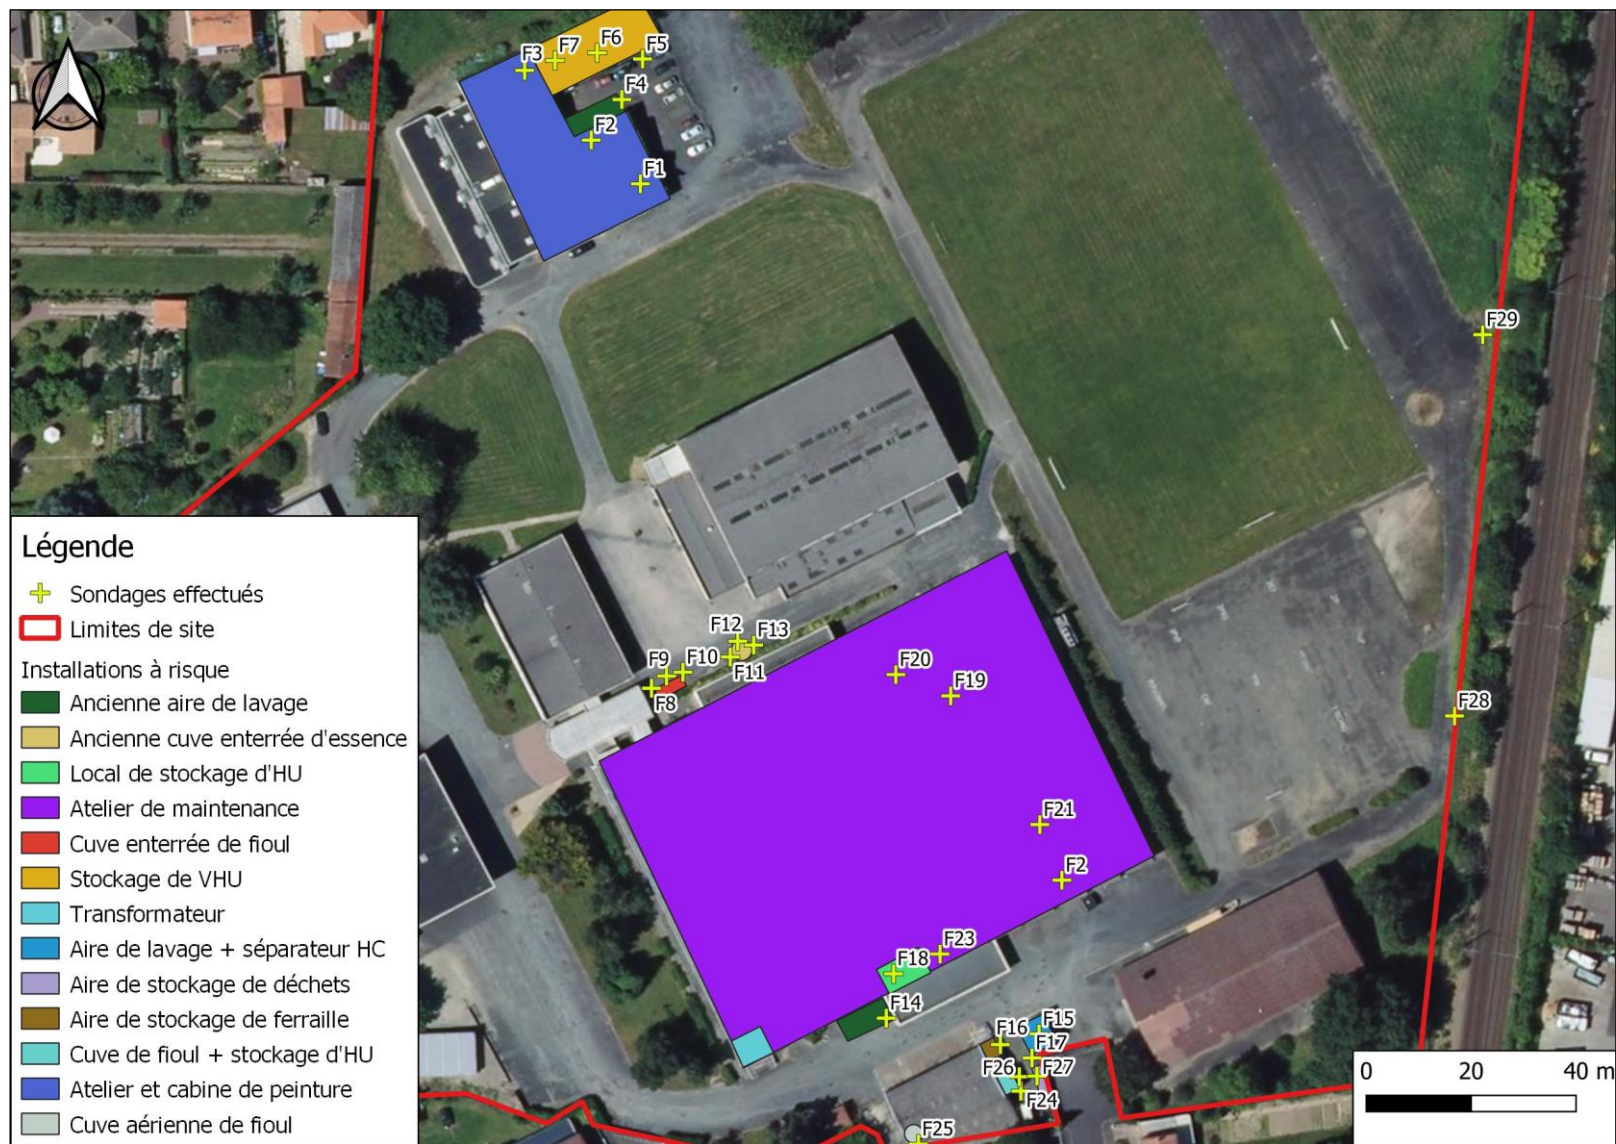 F3
F7
F6
F5
F4
F2
F1
F29
F12
F13
F9
F10
F11
F8
F20
F19
F28
F21
F2
F23
F18
F14
F16
F15
F17
F26
F27
F24
F25
Légende
Sondages effectués
Limites de site
Installations à risque
Ancienne aire de lavage
Ancienne cuve enterrée d'essence
Local de stockage d'HU
Atelier de maintenance
Cuve enterrée de fioul
Stockage de VHU
Transformateur
Aire de lavage + séparateur HC
Aire de stockage de déchets
Aire de stockage de ferraille
Cuve de fioul + stockage d'HU
Atelier et cabine de peinture
Cuve aérienne de fioul
0 20 40 m